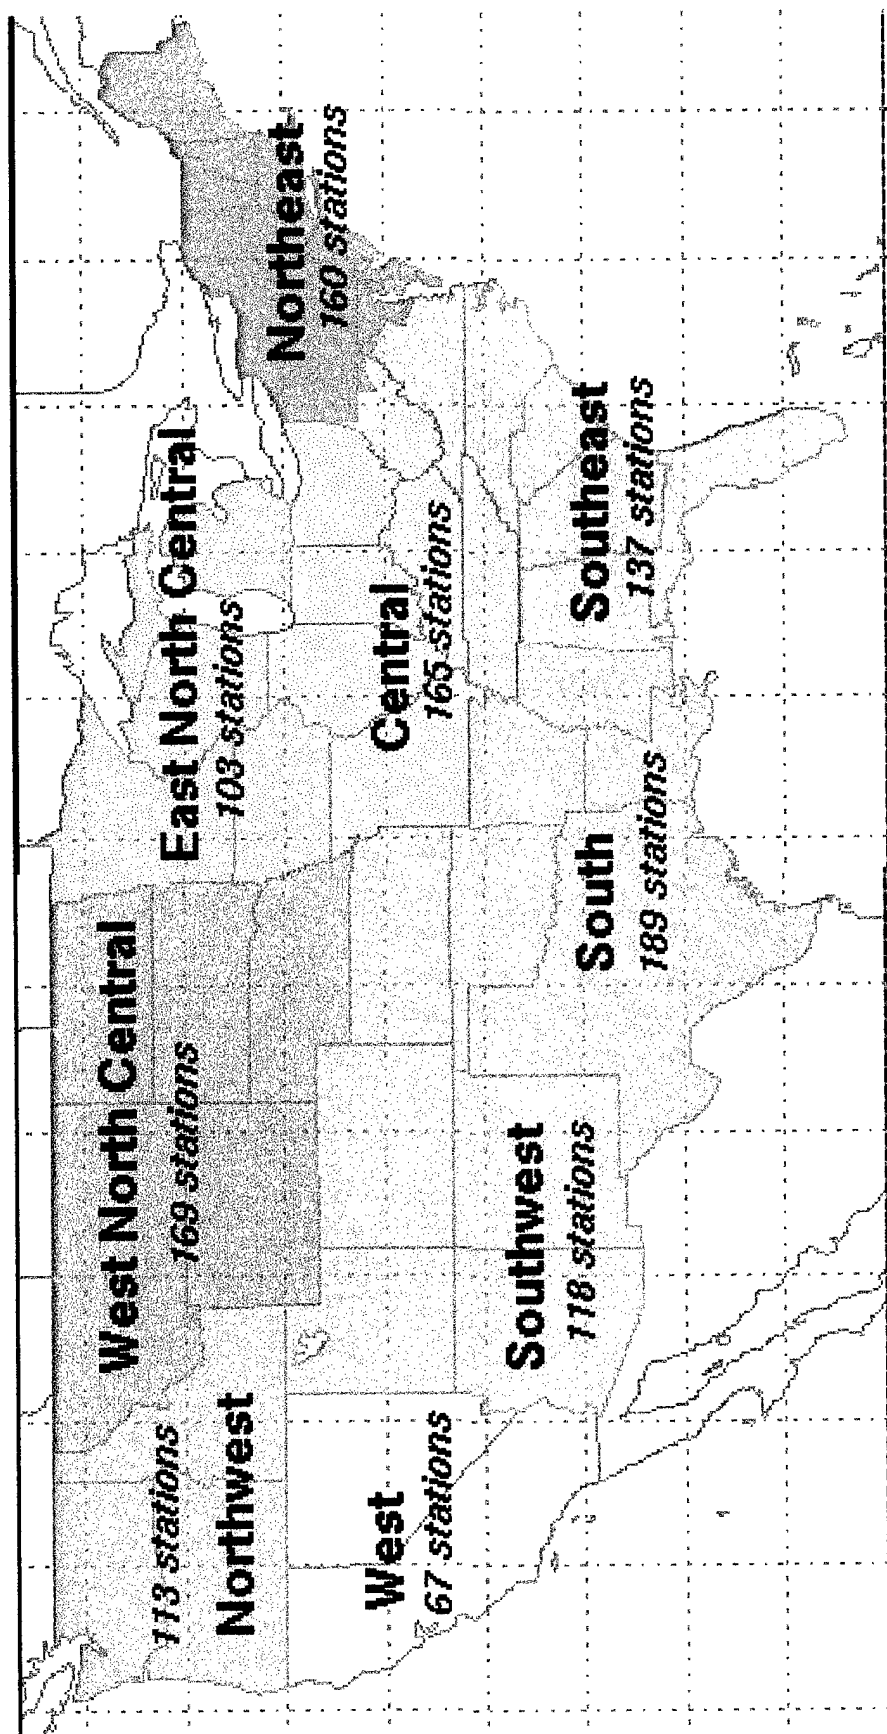 113 stations
Northwest
West North Central
169 stations
East North Central
103 stations
Northeast
160 stations
West
67 stations
Central
165 stations
Southwest
118 stations
South
189 stations
Southeast
137 stations